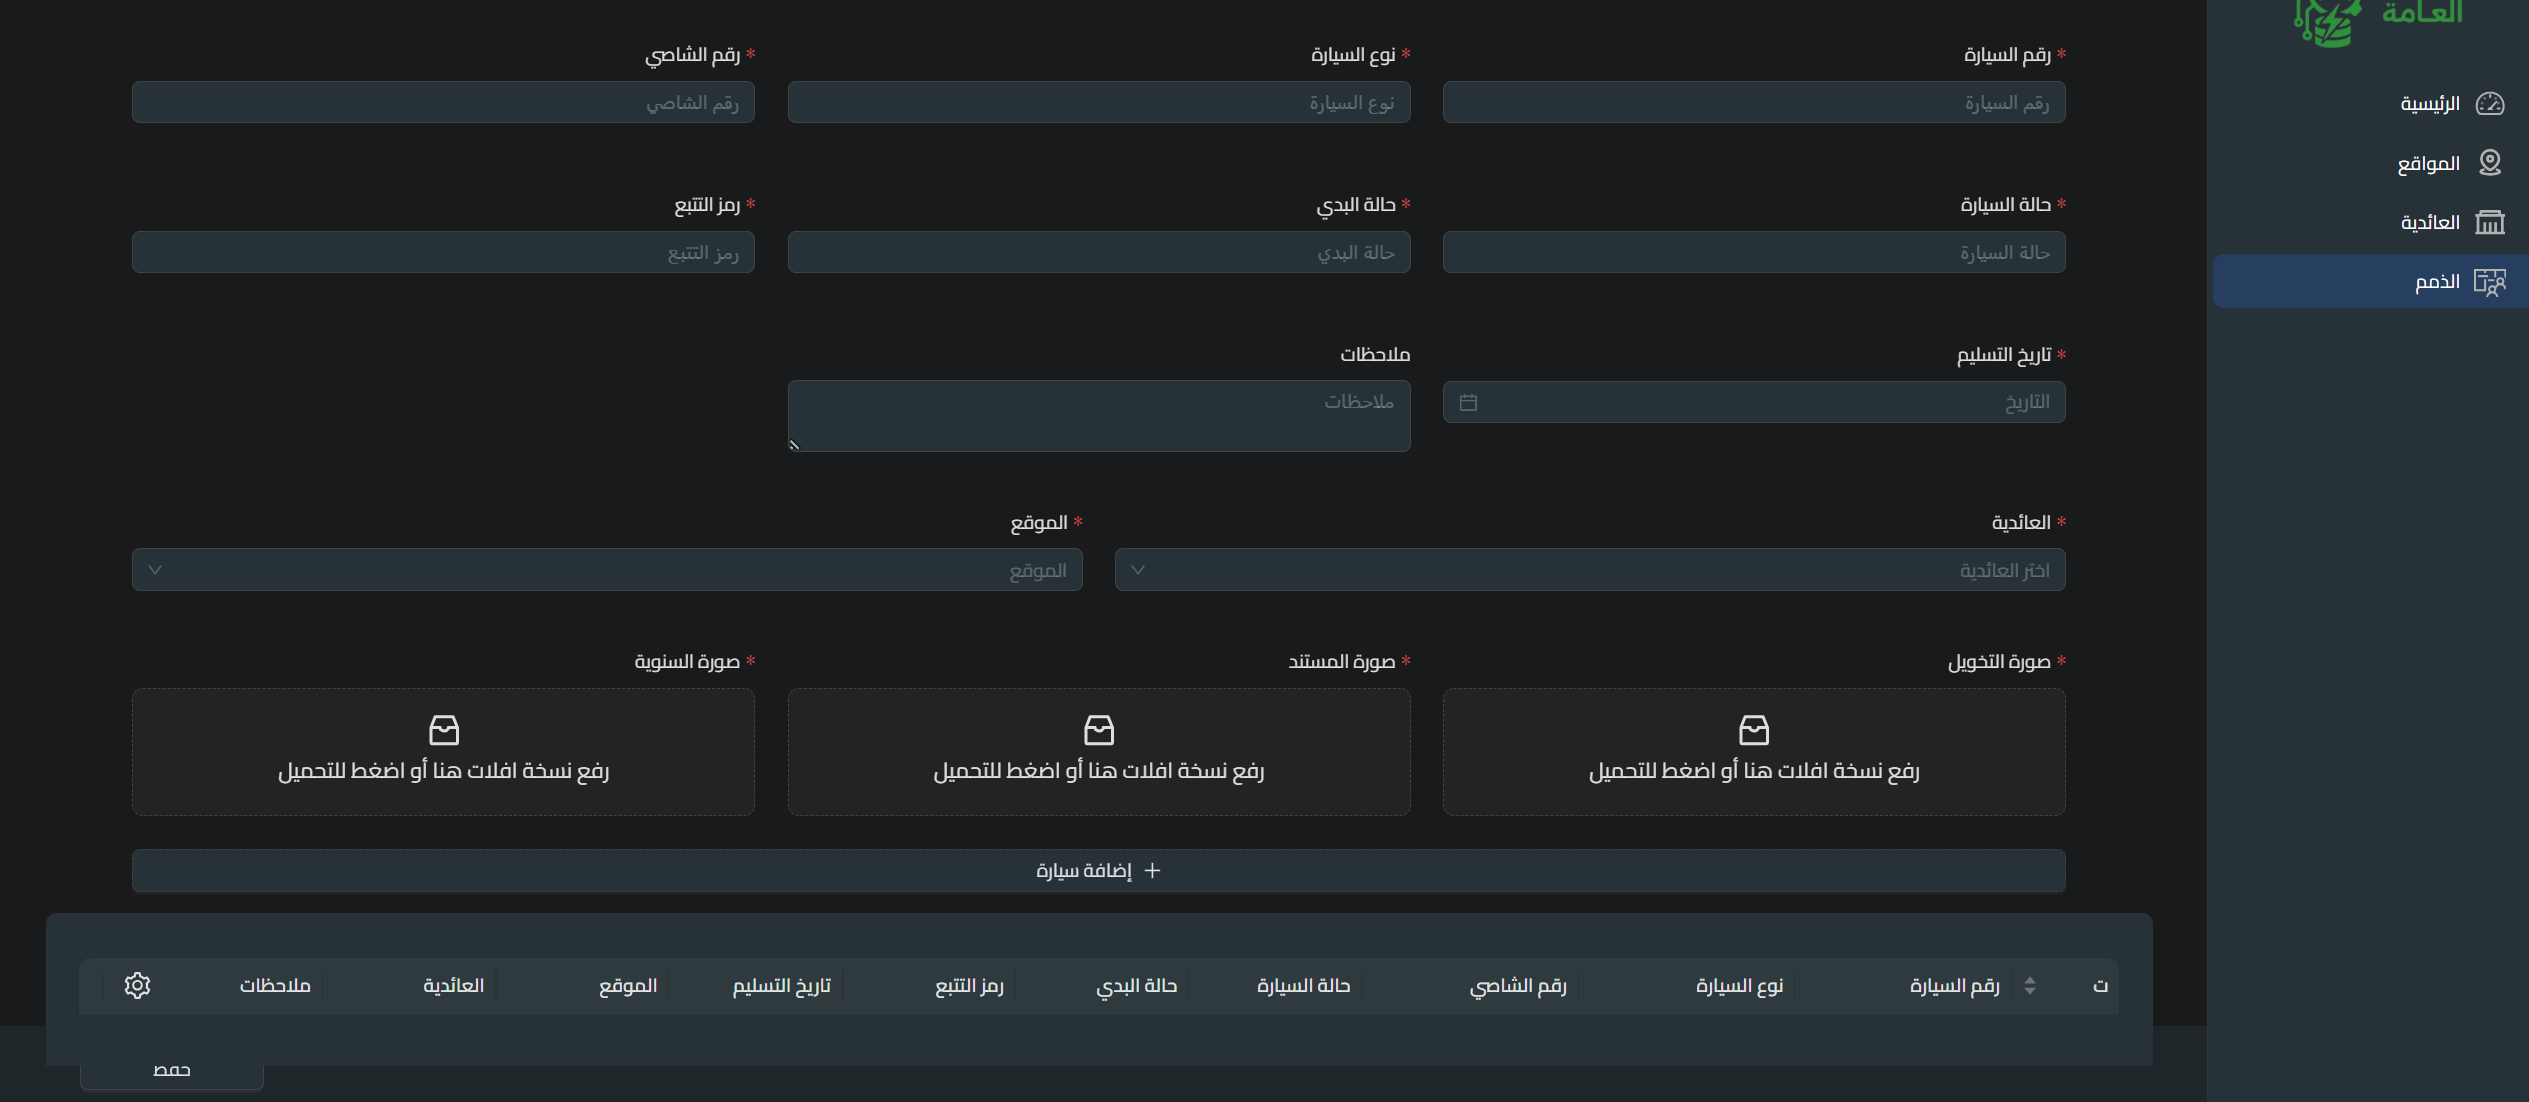 العـامة
الرئيسية
المواقع
العائدية
الذمم
* رقم السيارة
رقم السيارة
* نوع السيارة
نوع السيارة
* رقم الشاصي
رقم الشاصي
* حالة السيارة
حالة السيارة
* حالة البدي
حالة البدي
* رمز التتبع
رمز التتبع
* تاريخ التسليم
التاريخ
ملاحظات
ملاحظات
* العائدية
اختر العائدية
* الموقع
الموقع
* صورة التخويل
رفع نسخة افلات هنا أو اضغط للتحميل
* صورة المستند
رفع نسخة افلات هنا أو اضغط للتحميل
* صورة السنوية
رفع نسخة افلات هنا أو اضغط للتحميل
+ إضافة سيارة
ت رقم السيارة نوع السيارة رقم الشاصي حالة السيارة حالة البدي رمز التتبع تاريخ التسليم الموقع العائدية ملاحظات
حفظ